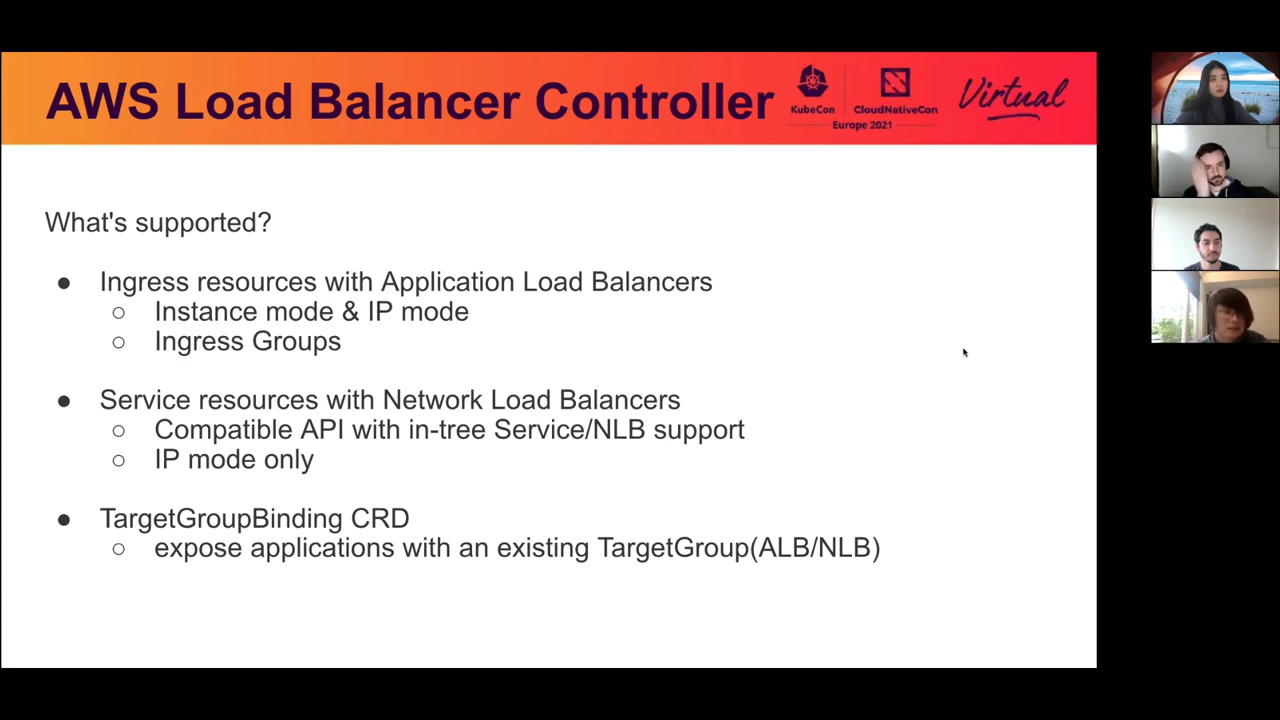 AWS Load Balancer Controller
KubeCon
CloudNativeCon
Europe 2021
Virtual
What's supported?
● Ingress resources with Application Load Balancers
○ Instance mode & IP mode
○ Ingress Groups
● Service resources with Network Load Balancers
○ Compatible API with in-tree Service/NLB support
○ IP mode only
● TargetGroupBinding CRD
○ expose applications with an existing TargetGroup(ALB/NLB)